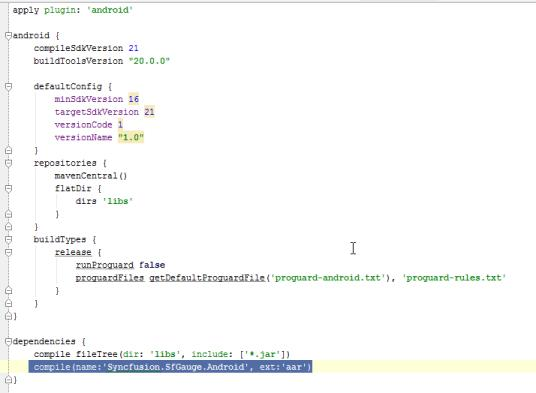 apply plugin: 'android'
android {
compileSdkVersion 21
buildToolsVersion "20.0.0"
defaultConfig {
minSdkVersion 16
targetSdkVersion 21
versionCode 1
versionName "1.0"
}
repositories {
mavenCentral()
flatDir {
dirs 'libs'
}
}
buildTypes {
release {
runProguard false
proguardFiles getDefaultProguardFile('proguard-android.txt'), 'proguard-rules.txt'
}
}
}
dependencies {
compile fileTree(dir: 'libs', include: ['*.jar'])
compile(name:'Syncfusion.SfGauge.Android', ext:'aar')
}